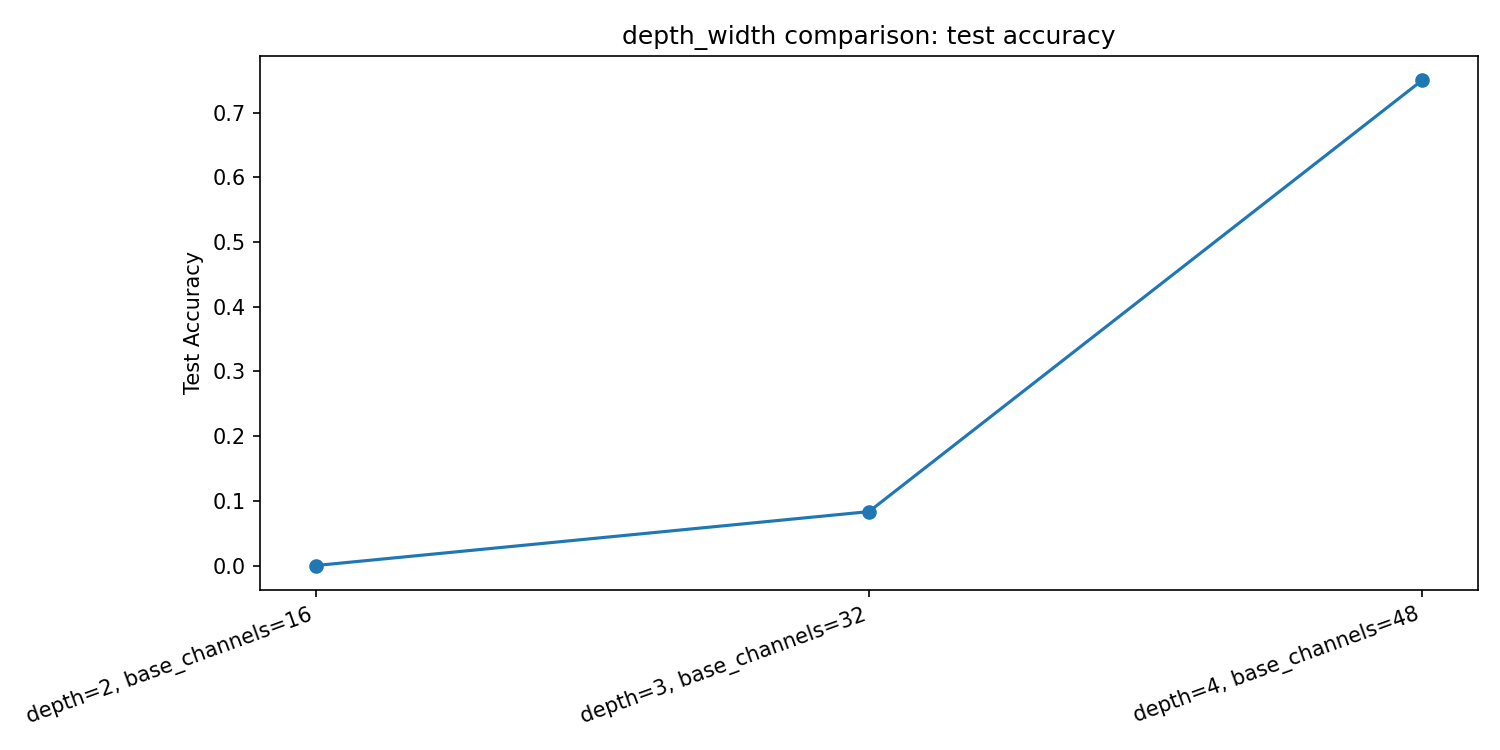 depth_width comparison: test accuracy
Test Accuracy
0.7
0.6
0.5
0.4
0.3
0.2
0.1
0.0
depth=2, base_channels=16
depth=3, base_channels=32
depth=4, base_channels=48